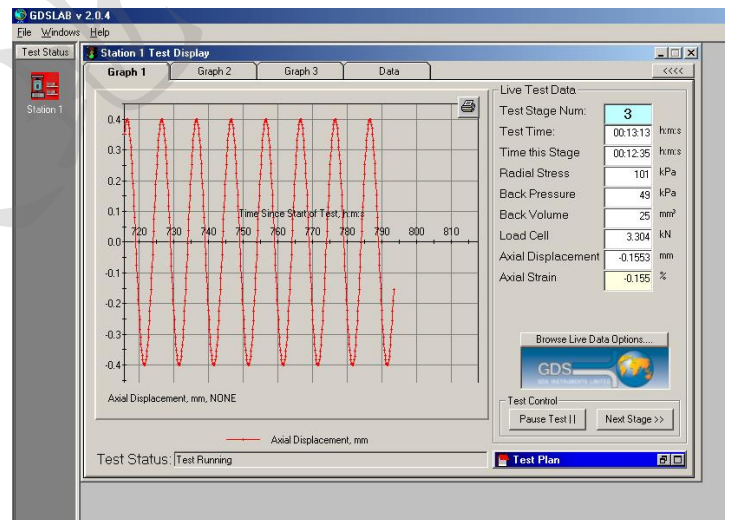 GDSLAB v 2.0.4
File Windows Help
Test Status
Station 1
Station 1 Test Display
Graph 1 Graph 2 Graph 3 Data <<<<
0.4
0.3
0.2
0.1
0.0
-0.1
-0.2
-0.3
-0.4
Time Since Start of Test, h:m:s
720 730 740 750 760 770 780 790 800 810
Axial Displacement, mm, NONE
Axial Displacement, mm
Test Status: Test Running
Live Test Data
Test Stage Num: 3
Test Time: 00:13:13 h:m:s
Time this Stage 00:12:35 h:m:s
Radial Stress 101 kPa
Back Pressure 49 kPa
Back Volume 25 mm³
Load Cell 3.304 kN
Axial Displacement -0.1553 mm
Axial Strain -0.155 %
Browse Live Data Options....
GDS
GDS INSTRUMENTS LIMITED
Test Control
Pause Test || Next Stage >>
Test Plan